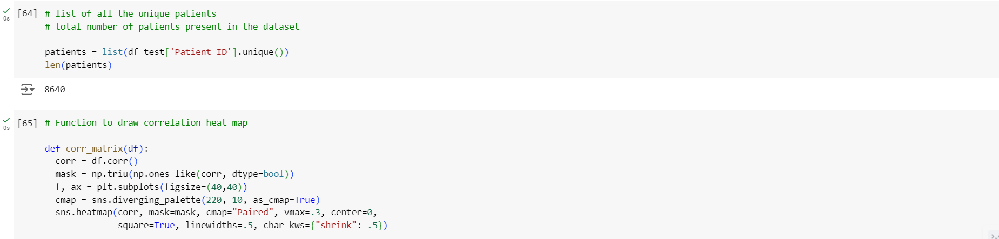 [64] # list of all the unique patients
0s
# total number of patients present in the dataset
patients = list(df_test['Patient_ID'].unique())
len(patients)
8640
[65] # Function to draw correlation heat map
0s
def corr_matrix(df):
  corr = df.corr()
  mask = np.triu(np.ones_like(corr, dtype=bool))
  f, ax = plt.subplots(figsize=(40,40))
  cmap = sns.diverging_palette(220, 10, as_cmap=True)
  sns.heatmap(corr, mask=mask, cmap="Paired", vmax=.3, center=0,
              square=True, linewidths=.5, cbar_kws={"shrink": .5})